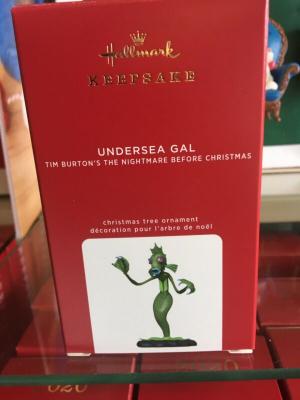 Hallmark
KEEPSAKE
UNDERSEA GAL
TIM BURTON'S THE NIGHTMARE BEFORE CHRISTMAS
christmas tree ornament
décoration pour l'arbre de noël